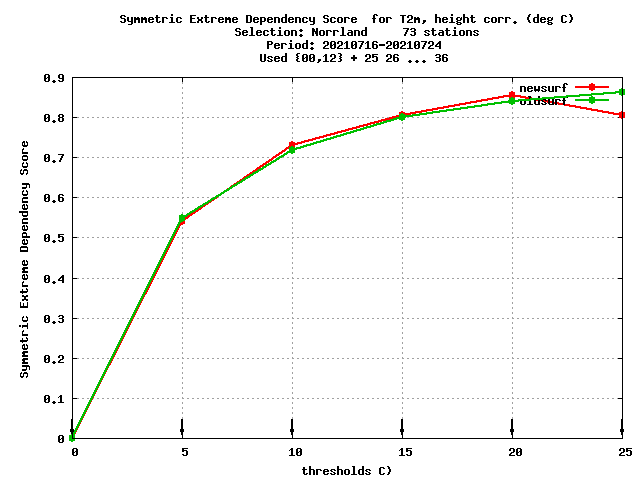 Symmetric Extreme Dependency Score  for T2m, height corr. (deg C)
Selection: Norrland     73 stations
Period: 20210716-20210724
Used {00,12} + 25 26 ... 36
Symmetric Extreme Dependency Score
0.9
0.8
0.7
0.6
0.5
0.4
0.3
0.2
0.1
0
newsurf
oldsurf
0 5 10 15 20 25
thresholds C)